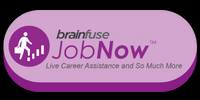 brainfuse
JobNow™
Live Career Assistance and So Much More